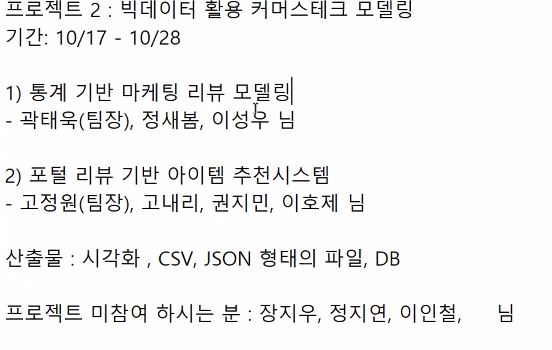 프로젝트 2 : 빅데이터 활용 커머스테크 모델링
기간: 10/17 - 10/28
1) 통계 기반 마케팅 리뷰 모델링
- 곽태욱(팀장), 정새봄, 이성우 님
2) 포털 리뷰 기반 아이템 추천시스템
- 고정원(팀장), 고내리, 권지민, 이호제 님
산출물 : 시각화 , CSV, JSON 형태의 파일, DB
프로젝트 미참여 하시는 분 : 장지우, 정지연, 이인철, 님